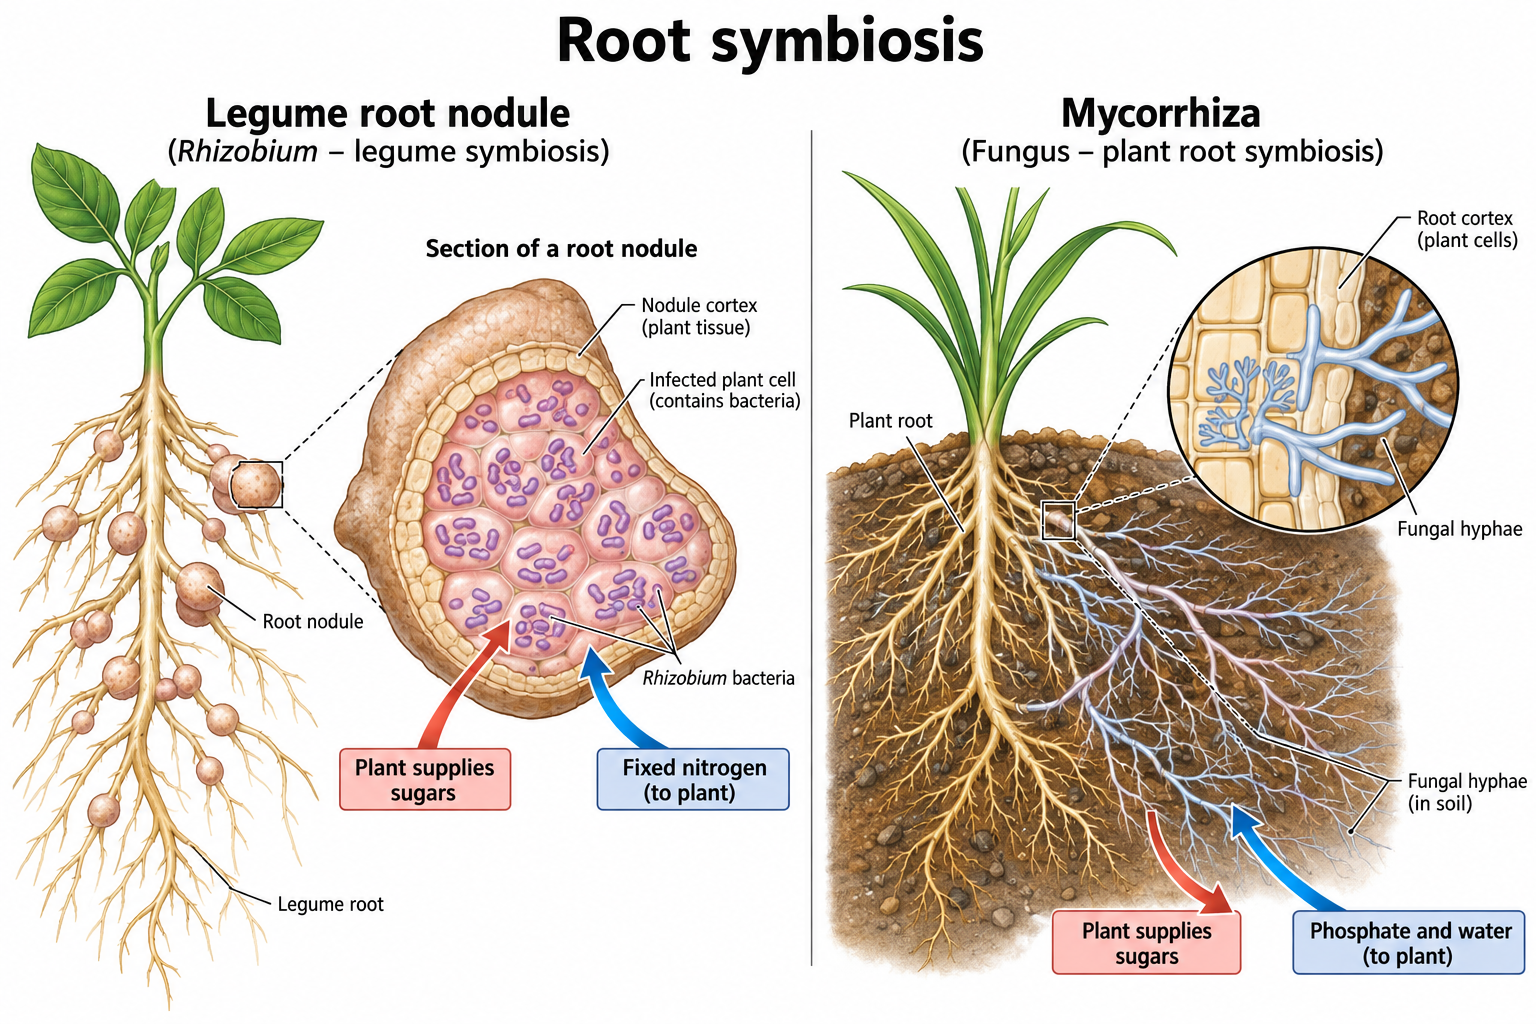 Root symbiosis
Legume root nodule
(Rhizobium – legume symbiosis)
Section of a root nodule
Nodule cortex
(plant tissue)
Infected plant cell
(contains bacteria)
Root nodule
Rhizobium bacteria
Plant supplies
sugars
Fixed nitrogen
(to plant)
Legume root
Mycorrhiza
(Fungus – plant root symbiosis)
Root cortex
(plant cells)
Plant root
Fungal hyphae
Fungal hyphae
(in soil)
Plant supplies
sugars
Phosphate and water
(to plant)